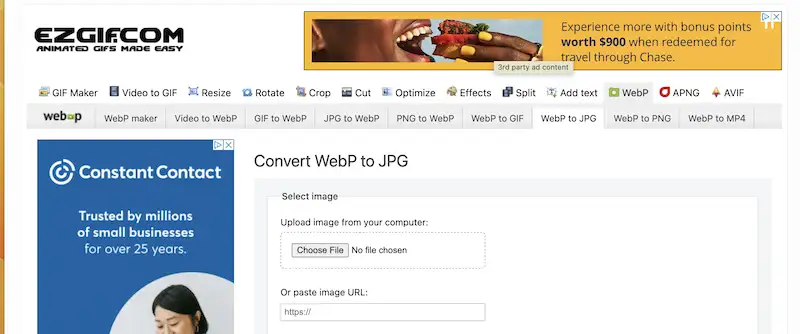 EZGIFCOM
ANIMATED GIFS MADE EASY
Experience more with bonus points
worth $900 when redeemed for
travel through Chase.
3rd party ad content
GIF Maker Video to GIF Resize Rotate Crop Cut Optimize Effects Split Add text WebP APNG AVIF
webp WebP maker Video to WebP GIF to WebP JPG to WebP PNG to WebP WebP to GIF WebP to JPG WebP to PNG WebP to MP4
Constant Contact
Trusted by millions
of small businesses
for over 25 years.
Convert WebP to JPG
Select image
Upload image from your computer:
Choose File No file chosen
Or paste image URL:
https://